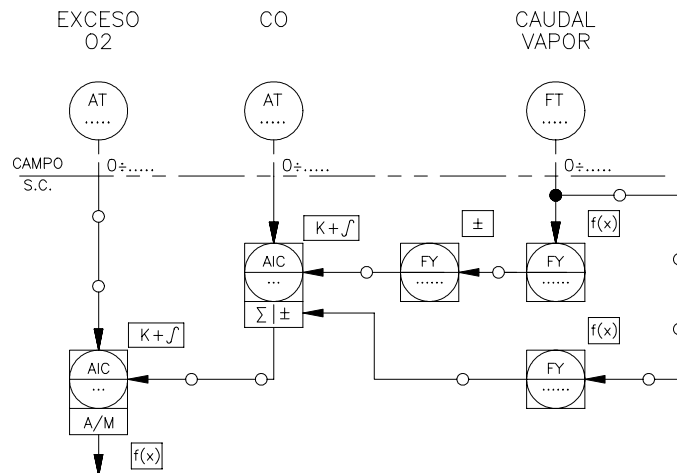 EXCESO
O2
CO
CAUDAL
VAPOR
AT
.....
AT
.....
FT
.....
CAMPO
S.C.
0÷.....
0÷.....
0÷.....
K+∫
±
f(x)
AIC
...
Σ|±
FY
......
FY
......
K+∫
f(x)
AIC
...
A/M
FY
......
f(x)